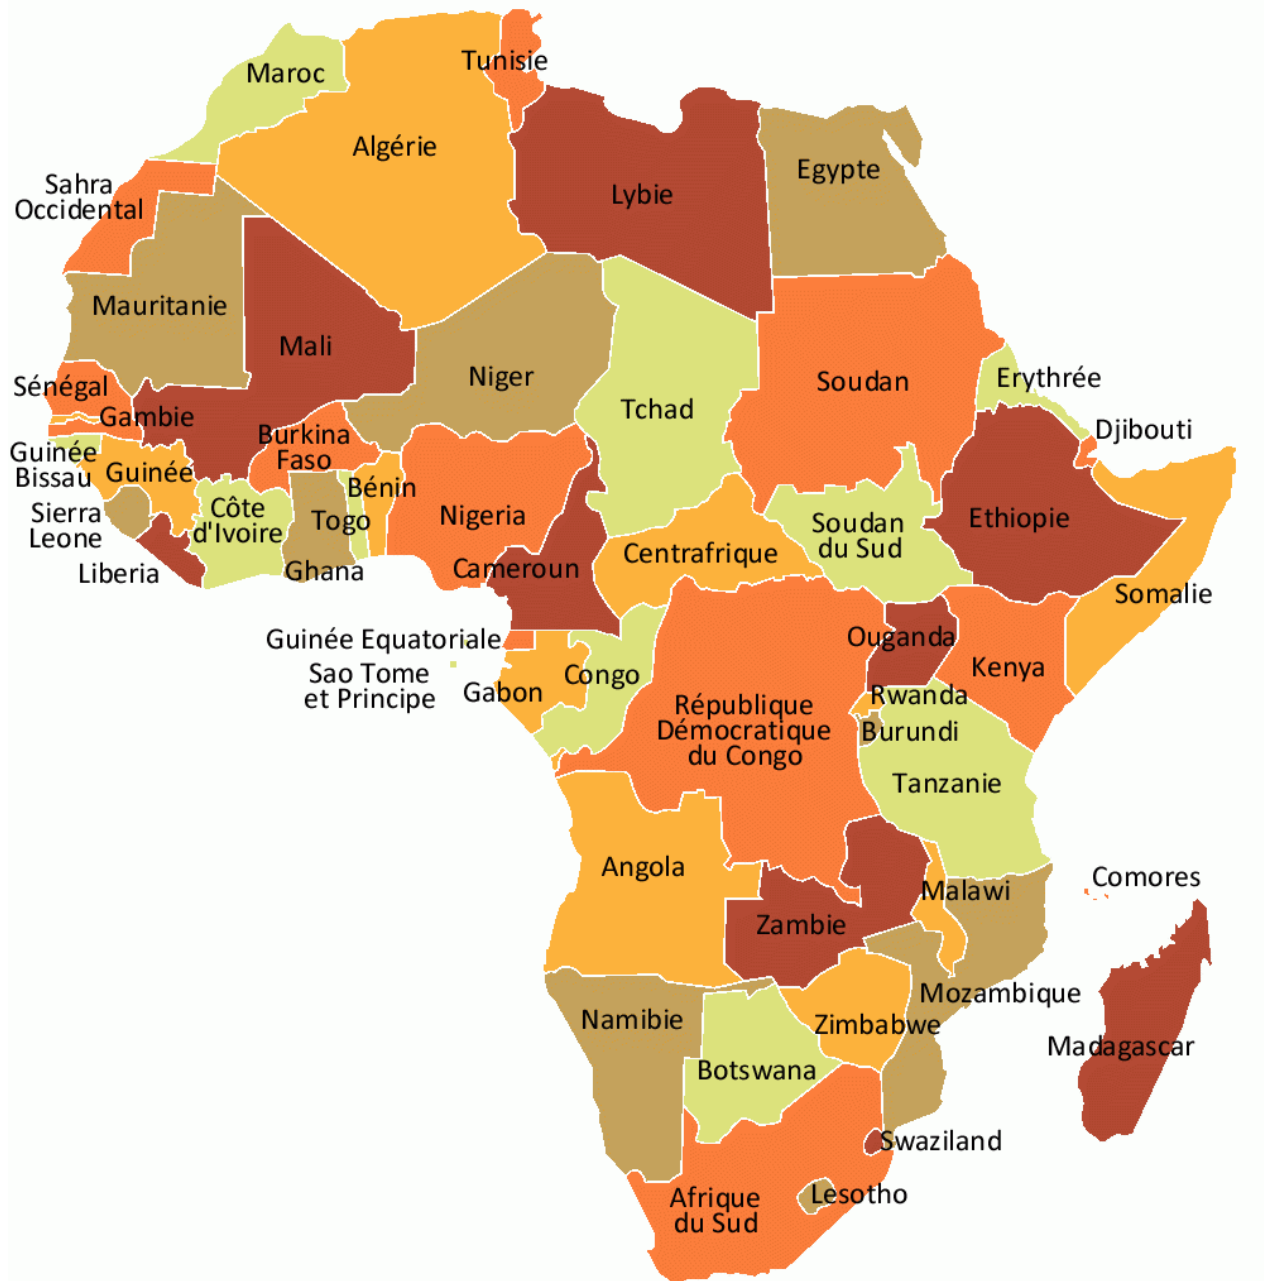 Maroc
Tunisie
Algérie
Lybie
Egypte
Sahra
Occidental
Mauritanie
Mali
Niger
Tchad
Soudan
Erythrée
Djibouti
Sénégal
Gambie
Burkina
Faso
Guinée
Bissau
Guinée
Bénin
Sierra
Leone
Côte
d'Ivoire
Togo
Nigeria
Soudan
du Sud
Ethiopie
Centrafrique
Liberia
Ghana
Cameroun
Somalie
Guinée Equatoriale
Ouganda
Kenya
Sao Tome
et Principe
Gabon
Congo
Rwanda
République
Démocratique
du Congo
Burundi
Tanzanie
Angola
Malawi
Comores
Zambie
Mozambique
Namibie
Zimbabwe
Madagascar
Botswana
Swaziland
Lesotho
Afrique
du Sud